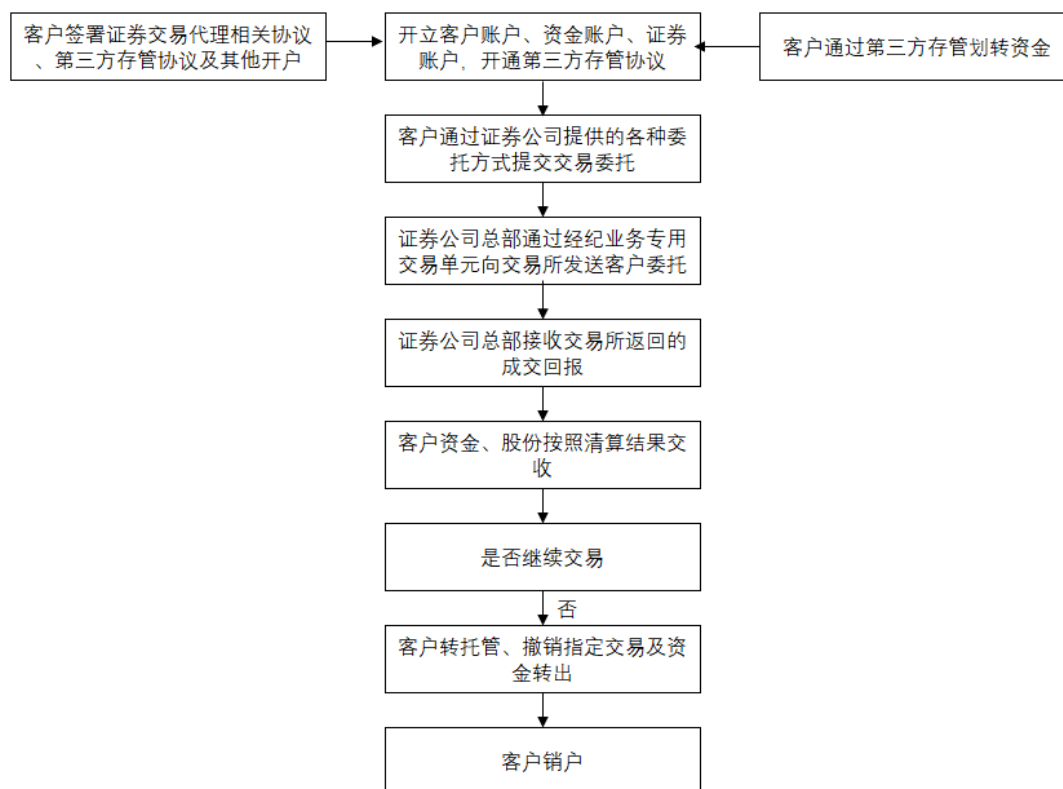 客户签署证券交易代理相关协议
、第三方存管协议及其他开户
开立客户账户、资金账户、证券
账户，开通第三方存管协议
客户通过第三方存管划转资金
客户通过证券公司提供的各种委
托方式提交交易委托
证券公司总部通过经纪业务专用
交易单元向交易所发送客户委托
证券公司总部接收交易所返回的
成交回报
客户资金、股份按照清算结果交
收
是否继续交易
否
客户转托管、撤销指定交易及资
金转出
客户销户